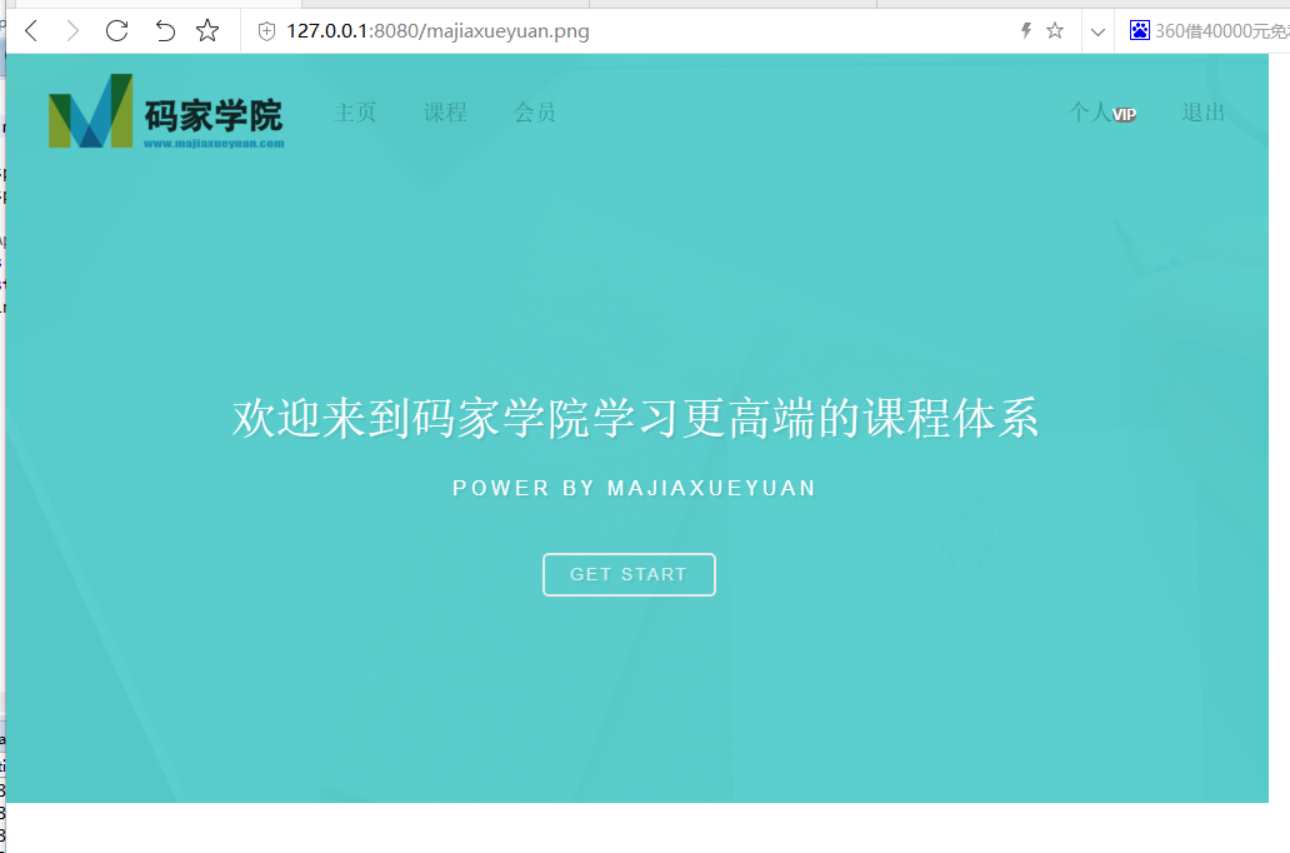 127.0.0.1:8080/majiaxueyuan.png
360借40000元免
码家学院
www.majiaxueyuan.com
主页 课程 会员
个人VIP 退出
欢迎来到码家学院学习更高端的课程体系
POWER BY MAJIAXUEYUAN
GET START